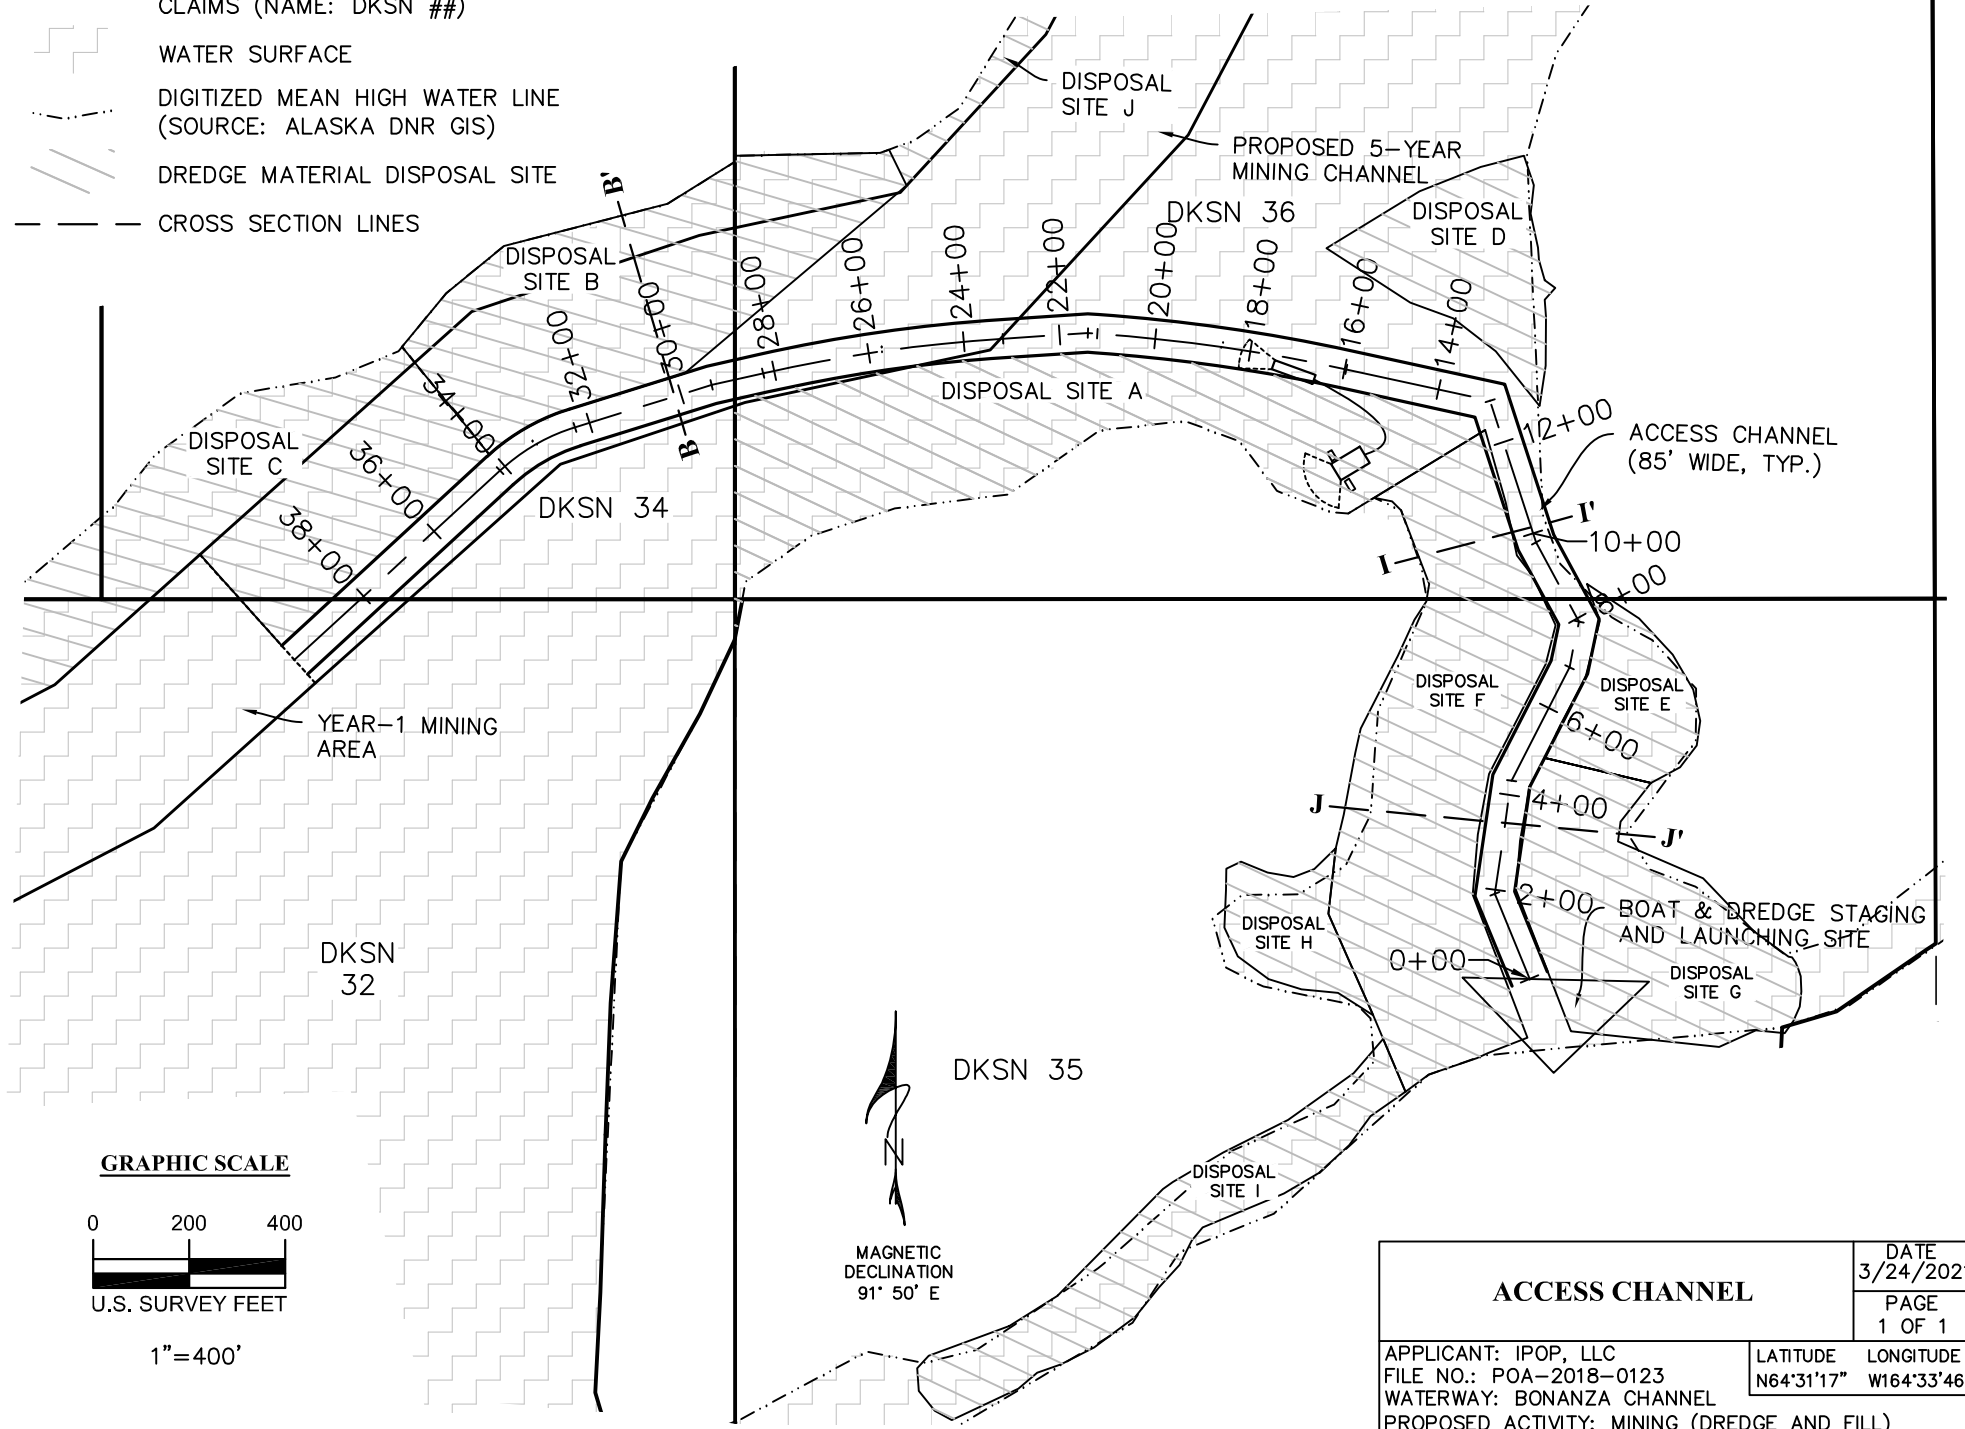 CLAIMS (NAME: DKSN ##)
WATER SURFACE
DIGITIZED MEAN HIGH WATER LINE
(SOURCE: ALASKA DNR GIS)
DREDGE MATERIAL DISPOSAL SITE
CROSS SECTION LINES
DISPOSAL
SITE J
PROPOSED 5-YEAR
MINING CHANNEL
DKSN 36
DISPOSAL
SITE D
B'
DISPOSAL
SITE B
34+00
32+00
30+00
28+00
26+00
24+00
22+00
20+00
18+00
16+00
14+00
12+00
DISPOSAL SITE A
ACCESS CHANNEL
(85' WIDE, TYP.)
DISPOSAL
SITE C
36+00
38+00
B
DKSN 34
I'
I
10+00
8+00
DISPOSAL
SITE F
DISPOSAL
SITE E
6+00
YEAR-1 MINING
AREA
J
4+00
J'
2+00
BOAT & DREDGE STAGING
AND LAUNCHING SITE
DISPOSAL
SITE H
0+00
DISPOSAL
SITE G
DKSN
32
DKSN 35
N
DISPOSAL
SITE I
MAGNETIC
DECLINATION
91° 50' E
GRAPHIC SCALE
0 200 400
U.S. SURVEY FEET
1"=400'
ACCESS CHANNEL
DATE
3/24/2021
PAGE
1 OF 1
APPLICANT: IPOP, LLC
FILE NO.: POA-2018-0123
WATERWAY: BONANZA CHANNEL
PROPOSED ACTIVITY: MINING (DREDGE AND FILL)
LATITUDE LONGITUDE
N64°31'17" W164°33'46